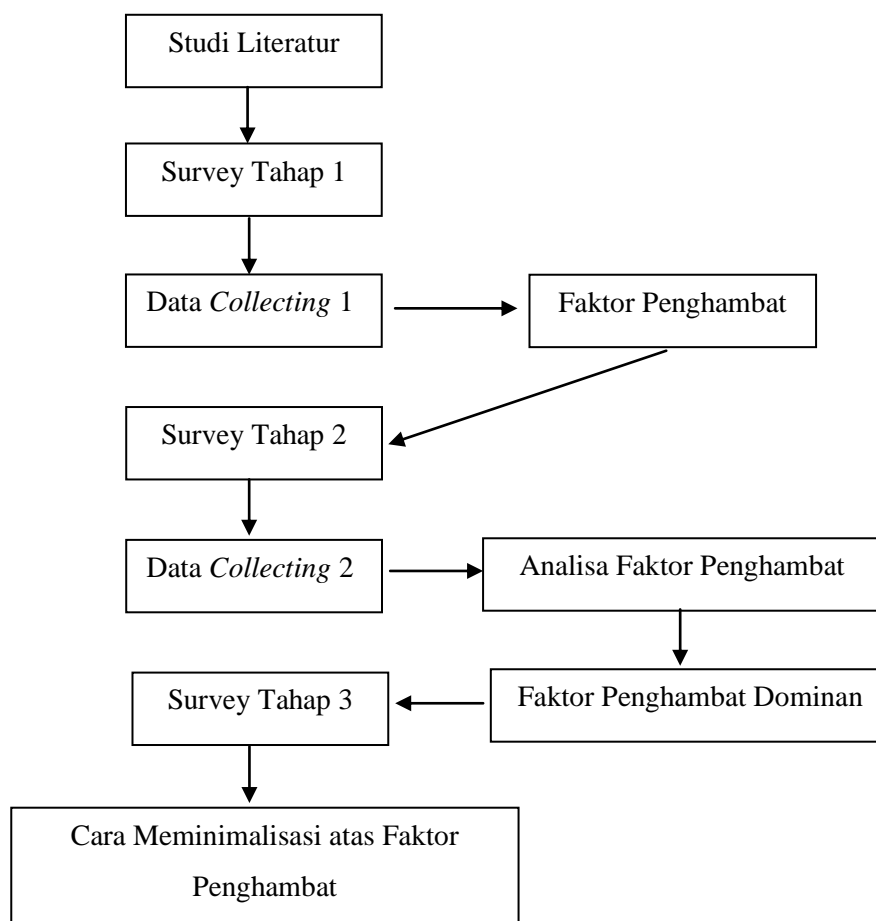 Studi Literatur
Survey Tahap 1
Data Collecting 1
Faktor Penghambat
Survey Tahap 2
Data Collecting 2
Analisa Faktor Penghambat
Faktor Penghambat Dominan
Survey Tahap 3
Cara Meminimalisasi atas Faktor
Penghambat